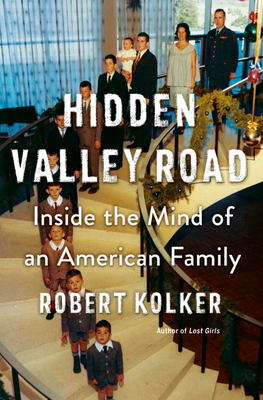 HIDDEN
VALLEY ROAD
Inside the Mind of
an American Family
ROBERT KOLKER
Author of Lost Girls